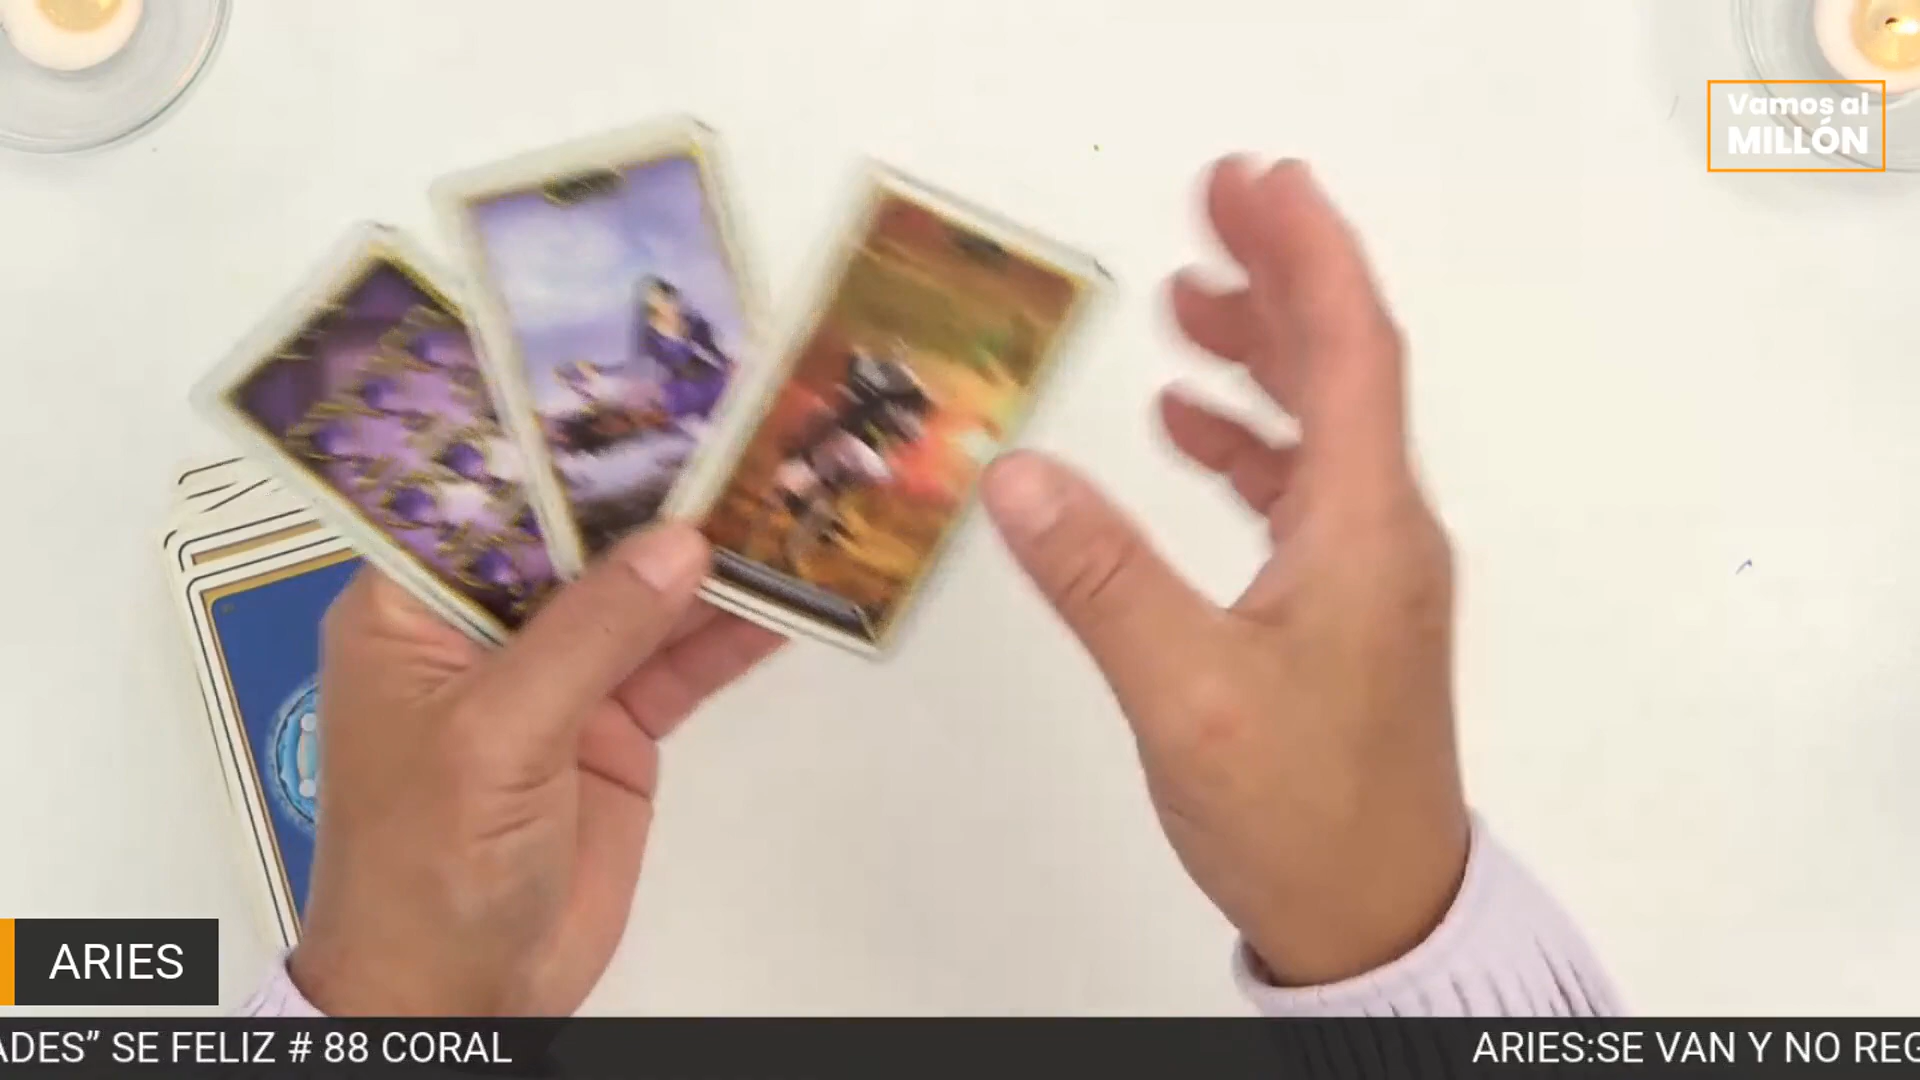 Vamos al
MILLÓN
ARIES
ADES” SE FELIZ # 88 CORAL
ARIES:SE VAN Y NO REG